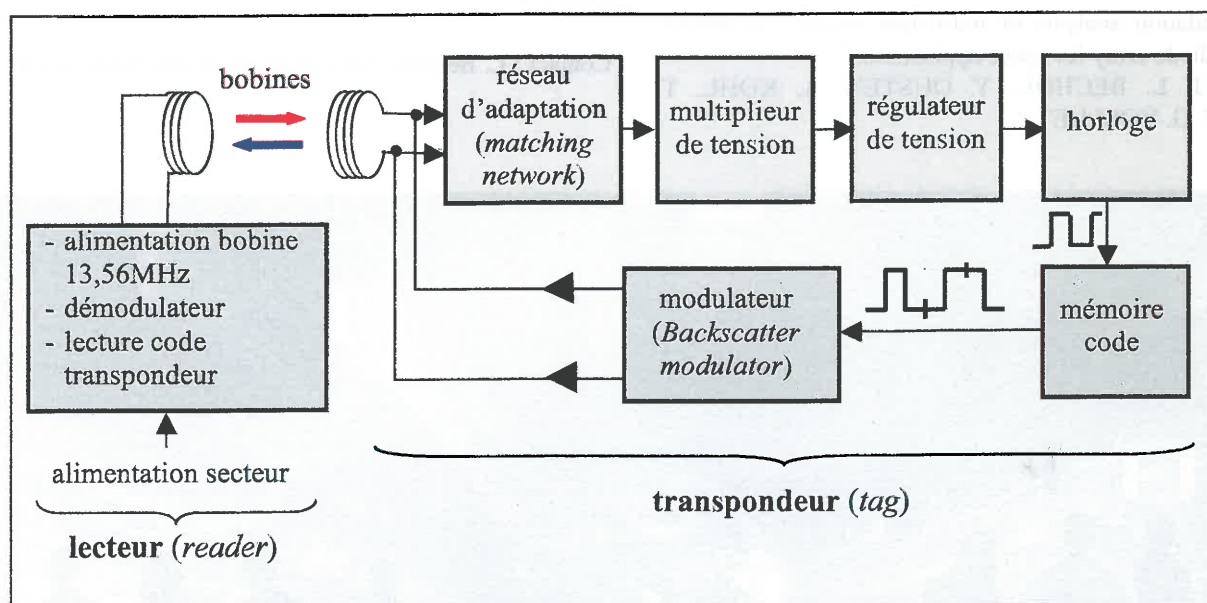 bobines
réseau
d'adaptation
(matching
network)
multiplieur
de tension
régulateur
de tension
horloge
- alimentation bobine
13,56MHz
- démodulateur
- lecture code
transpondeur
modulateur
(Backscatter
modulator)
mémoire
code
alimentation secteur
lecteur (reader)
transpondeur (tag)